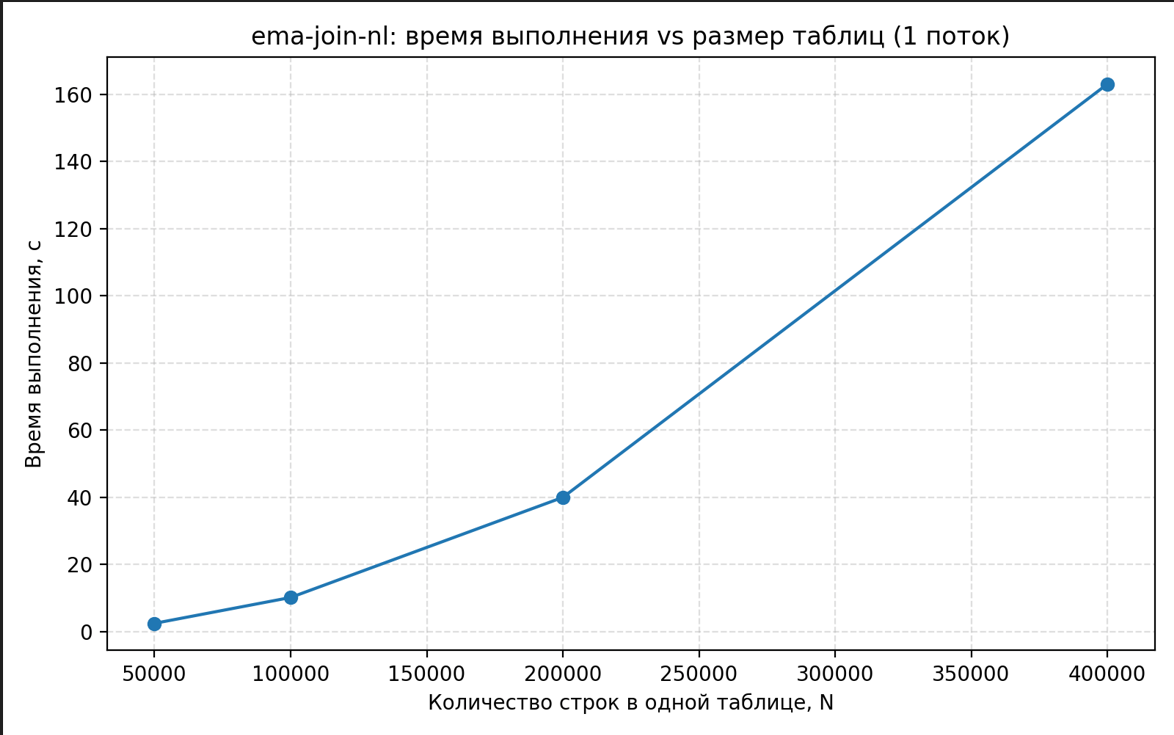 ema-join-nl: время выполнения vs размер таблиц (1 поток)
Время выполнения, с
160
140
120
100
80
60
40
20
0
50000 100000 150000 200000 250000 300000 350000 400000
Количество строк в одной таблице, N